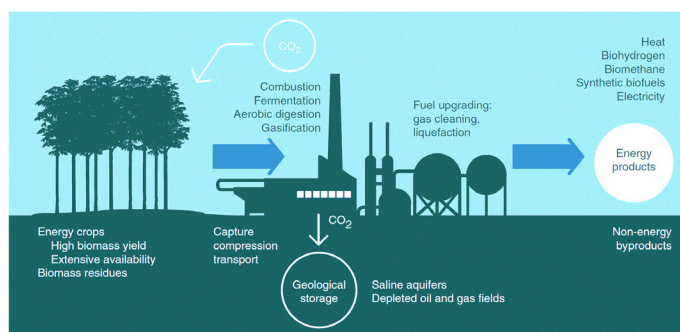 CO2
Combustion
Fermentation
Aerobic digestion
Gasification
Fuel upgrading:
gas cleaning,
liquefaction
Heat
Biohydrogen
Biomethane
Synthetic biofuels
Electricity
Energy
products
Energy crops
High biomass yield
Extensive availability
Biomass residues
Capture
compression
transport
CO2
Geological
storage
Saline aquifers
Depleted oil and gas fields
Non-energy
byproducts